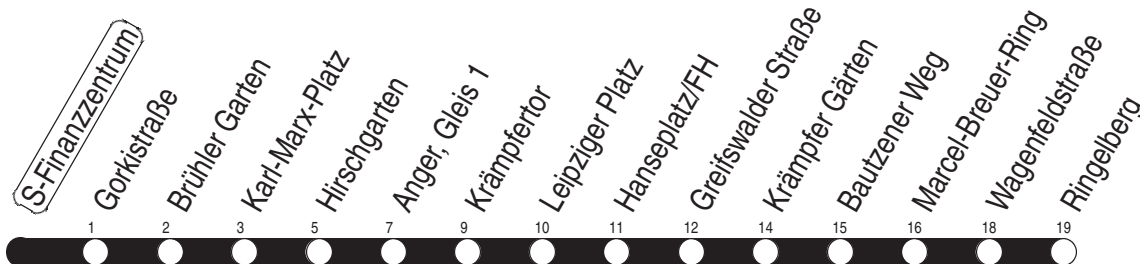 S-Finanzzentrum
Gorkistraße
Brühler Garten
Karl-Marx-Platz
Hirschgarten
Anger, Gleis 1
Krämpfertor
Leipziger Platz
Hanseplatz/FH
Greifswalder Straße
Krämpfer Gärten
Bautzener Weg
Marcel-Breuer-Ring
Wagenfeldstraße
Ringelberg
1 2 3 5 7 9 10 11 12 14 15 16 18 19